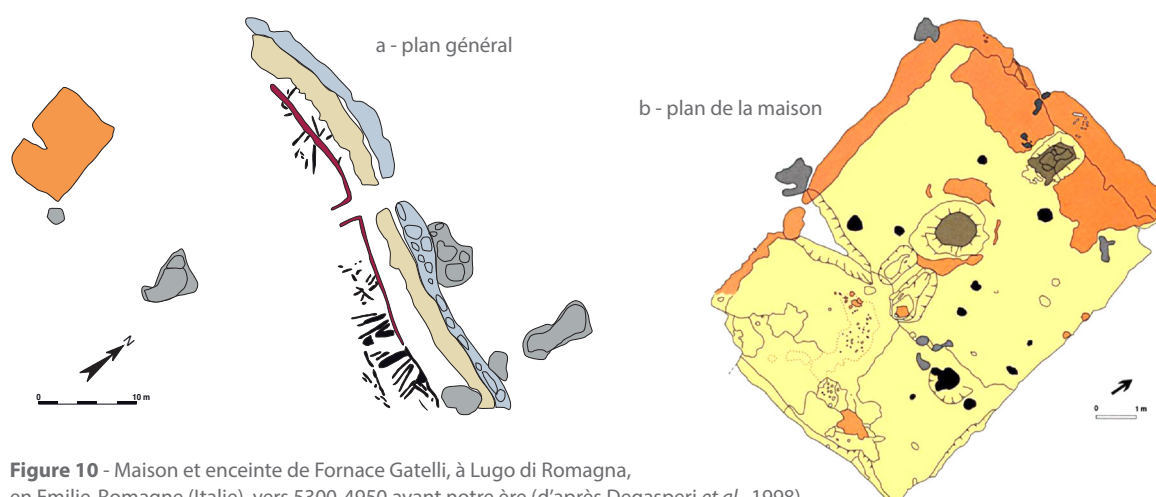 a - plan général
b - plan de la maison
N
0 10 m
0 1 m
Figure 10 - Maison et enceinte de Fornace Gatelli, à Lugo di Romagna,
en Emilie-Romagne (Italie), vers 5300-4950 avant notre ère (d'après Degasperi et al., 1998)